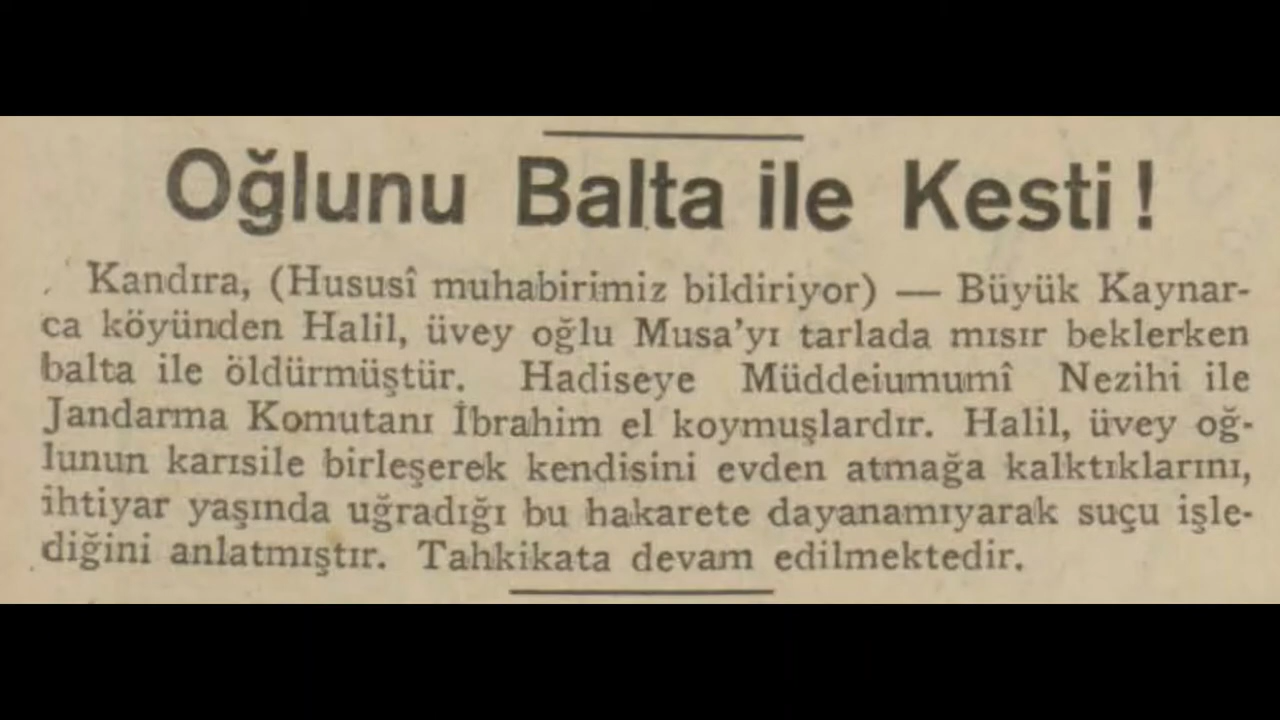 Oğlunu Balta ile Kesti!
Kandıra, (Hususî muhabirimiz bildiriyor) — Büyük Kaynar-
ca köyünden Halil, üvey oğlu Musa'yı tarlada mısır beklerken
balta ile öldürmüştür. Hadiseye Müddeiumumî Nezihi ile
Jandarma Komutanı İbrahim el koymuşlardır. Halil, üvey oğ-
lunun karısile birleşerek kendisini evden atmağa kalktıklarını,
ihtiyar yaşında uğradığı bu hakarete dayanamıyarak suçu işle-
diğini anlatmıştır. Tahkikata devam edilmektedir.